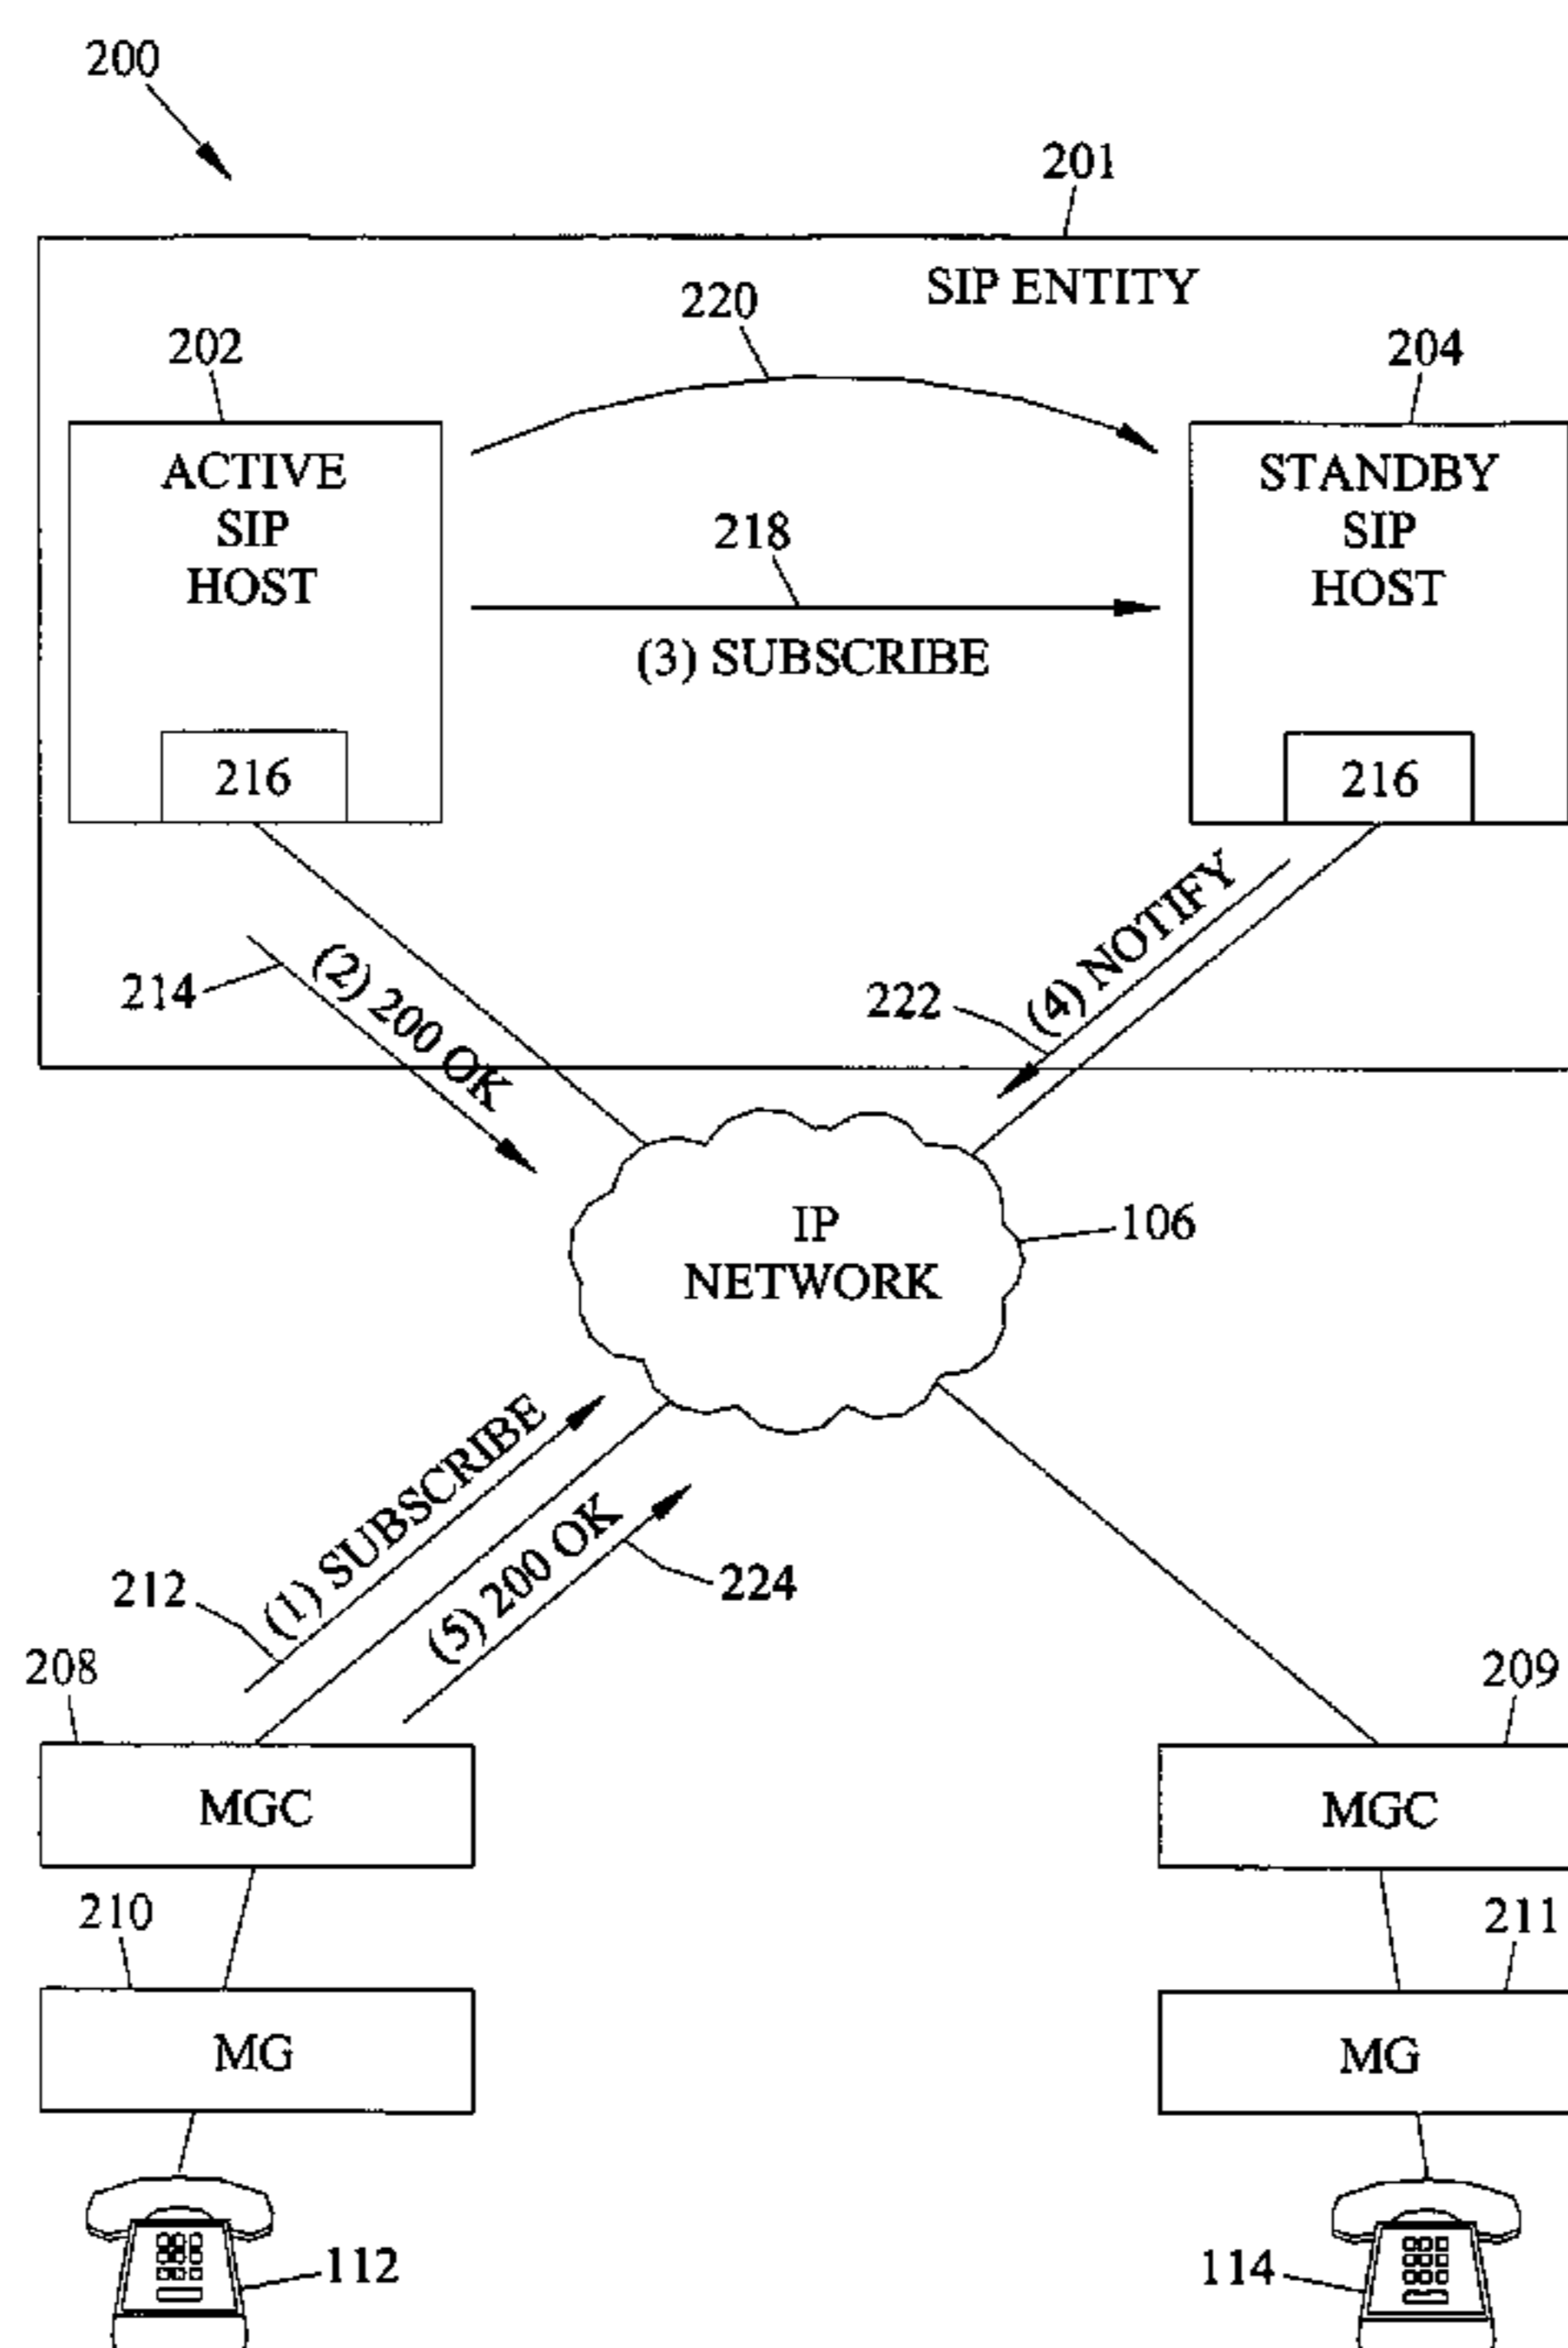 200
201
SIP ENTITY
220
202
204
ACTIVE
SIP
HOST
STANDBY
SIP
HOST
218
(3) SUBSCRIBE
216
216
214
(2) 200 OK
222
(4) NOTIFY
IP
NETWORK
106
212
(1) SUBSCRIBE
(5) 200 OK
224
208
209
MGC
MGC
210
211
MG
MG
112
114